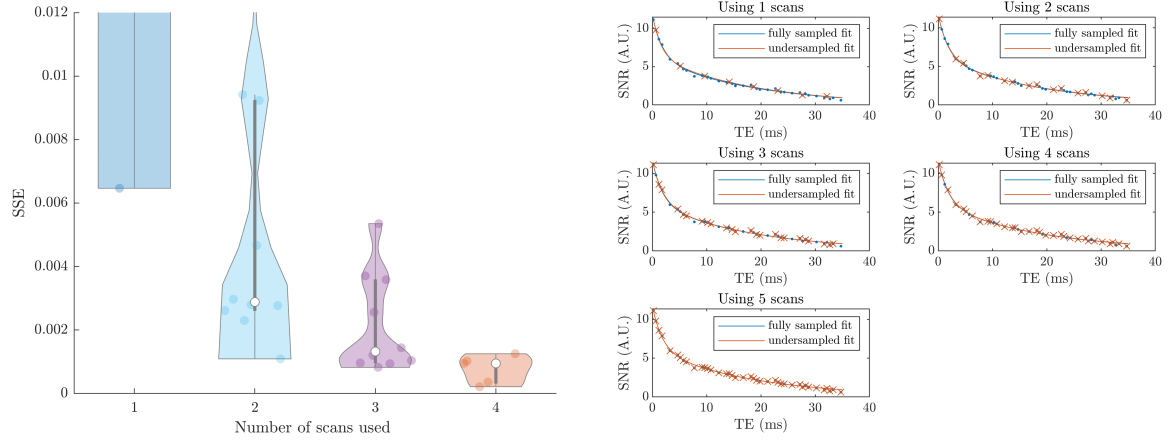 0.012
0.01
0.008
0.006
0.004
0.002
0
SSE
1 2 3 4
Number of scans used
Using 1 scans
10
5
0
SNR (A.U.)
fully sampled fit
undersampled fit
0 10 20 30 40
TE (ms)
Using 2 scans
10
5
0
SNR (A.U.)
fully sampled fit
undersampled fit
0 10 20 30 40
TE (ms)
Using 3 scans
10
5
0
SNR (A.U.)
fully sampled fit
undersampled fit
0 10 20 30 40
TE (ms)
Using 4 scans
10
5
0
SNR (A.U.)
fully sampled fit
undersampled fit
0 10 20 30 40
TE (ms)
Using 5 scans
10
5
0
SNR (A.U.)
fully sampled fit
undersampled fit
0 10 20 30 40
TE (ms)